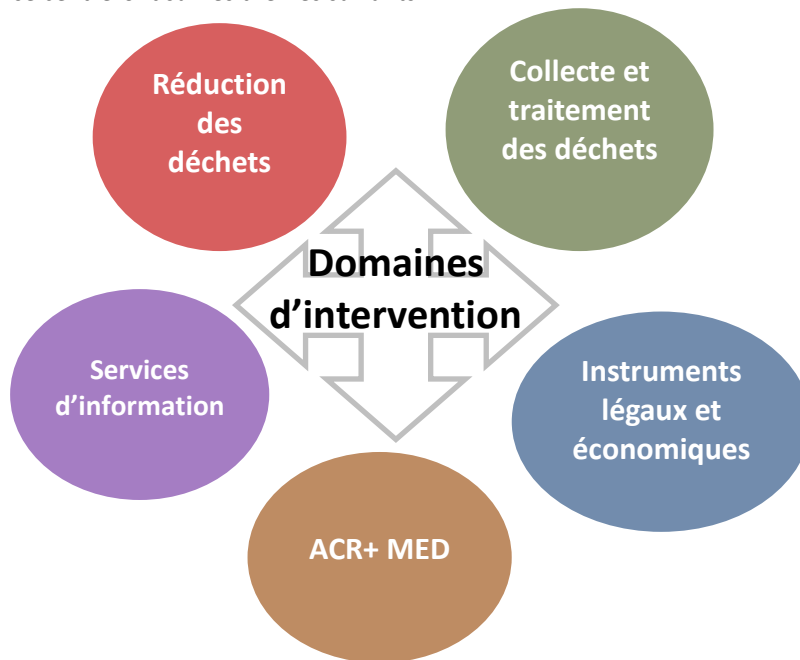 Réduction
des
déchets
Collecte et
traitement
des déchets
Domaines
d'intervention
Services
d'information
Instruments
légaux et
économiques
ACR+ MED